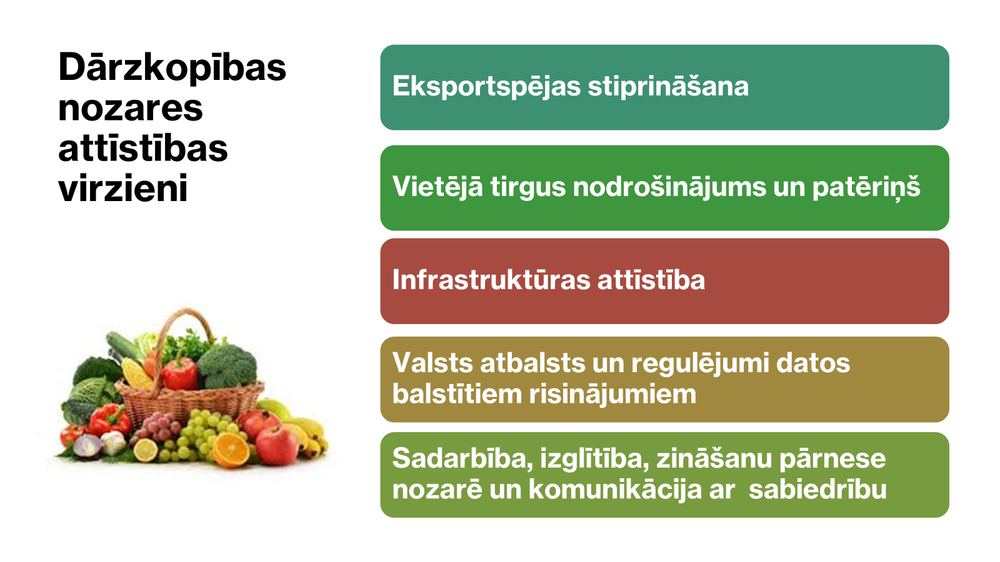 Dārzkopības
nozares
attīstības
virzieni
Eksportspējas stiprināšana
Vietējā tirgus nodrošinājums un patēriņš
Infrastruktūras attīstība
Valsts atbalsts un regulējumi datos
balstītiem risinājumiem
Sadarbība, izglītība, zināšanu pārnese
nozarē un komunikācija ar  sabiedrību